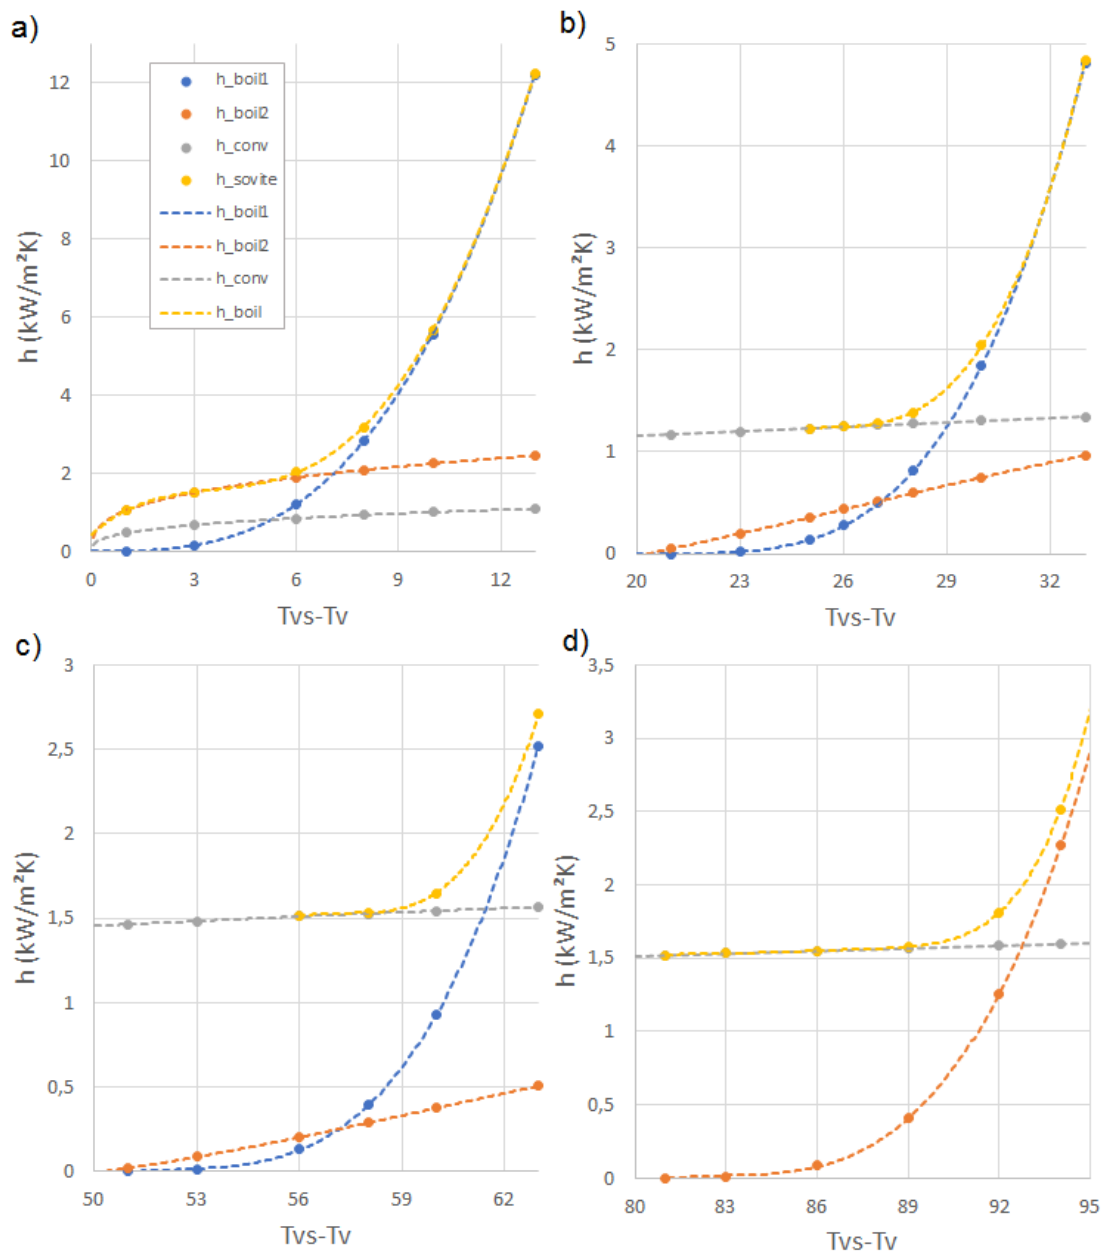 a)
12
10
8
6
4
2
0
h (kW/m²K)
0 3 6 9 12
Tvs-Tv
h_boil1
h_boil2
h_conv
h_sovite
h_boil1
h_boil2
h_conv
h_boil
b)
5
4
3
2
1
0
h (kW/m²K)
20 23 26 29 32
Tvs-Tv
c)
3
2,5
2
1,5
1
0,5
0
h (kW/m²K)
50 53 56 59 62
Tvs-Tv
d)
3,5
3
2,5
2
1,5
1
0,5
0
h (kW/m²K)
80 83 86 89 92 95
Tvs-Tv